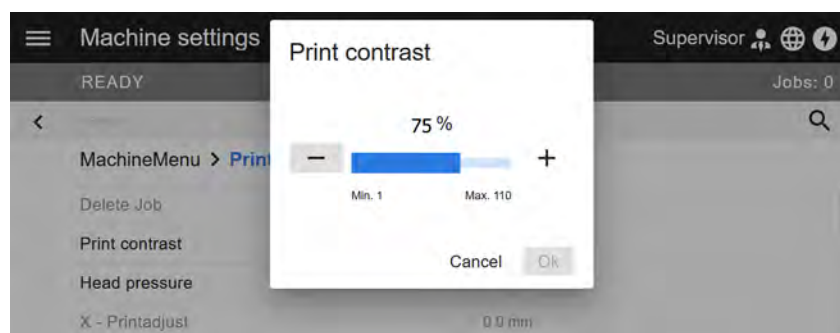 Machine settings
Supervisor
READY
Jobs: 0
Print contrast
75 %
− +
Min. 1
Max. 110
Cancel
Ok
MachineMenu > Print
Delete Job
Print contrast
Head pressure
X - Printadjust
0.0 mm